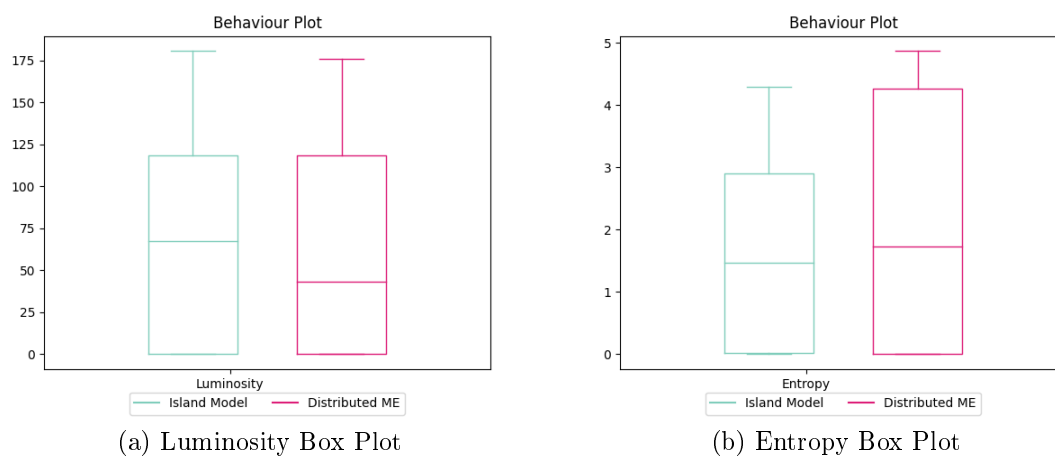 Behaviour Plot
175
150
125
100
75
50
25
0
Luminosity
Island Model Distributed ME
(a) Luminosity Box Plot
Behaviour Plot
5
4
3
2
1
0
Entropy
Island Model Distributed ME
(b) Entropy Box Plot